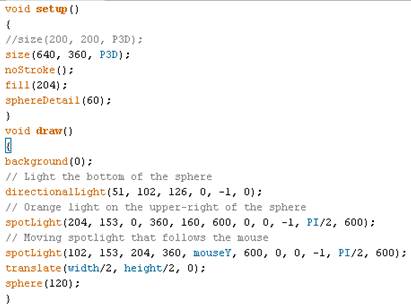 void setup()
{
//size(200, 200, P3D);
size(640, 360, P3D);
noStroke();
fill(204);
sphereDetail(60);
}
void draw()
{
background(0);
// Light the bottom of the sphere
directionalLight(51, 102, 126, 0, -1, 0);
// Orange light on the upper-right of the sphere
spotLight(204, 153, 0, 360, 160, 600, 0, 0, -1, PI/2, 600);
// Moving spotlight that follows the mouse
spotLight(102, 153, 204, 360, mouseY, 600, 0, 0, -1, PI/2, 600);
translate(width/2, height/2, 0);
sphere(120);
}